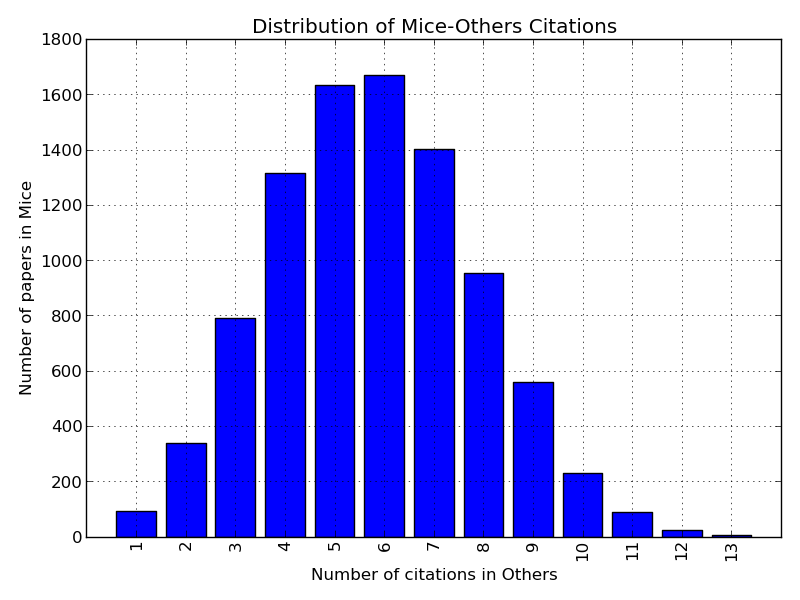 Distribution of Mice-Others Citations
1800
1600
1400
1200
1000
800
600
400
200
0
Number of papers in Mice
1 2 3 4 5 6 7 8 9 10 11 12 13
Number of citations in Others